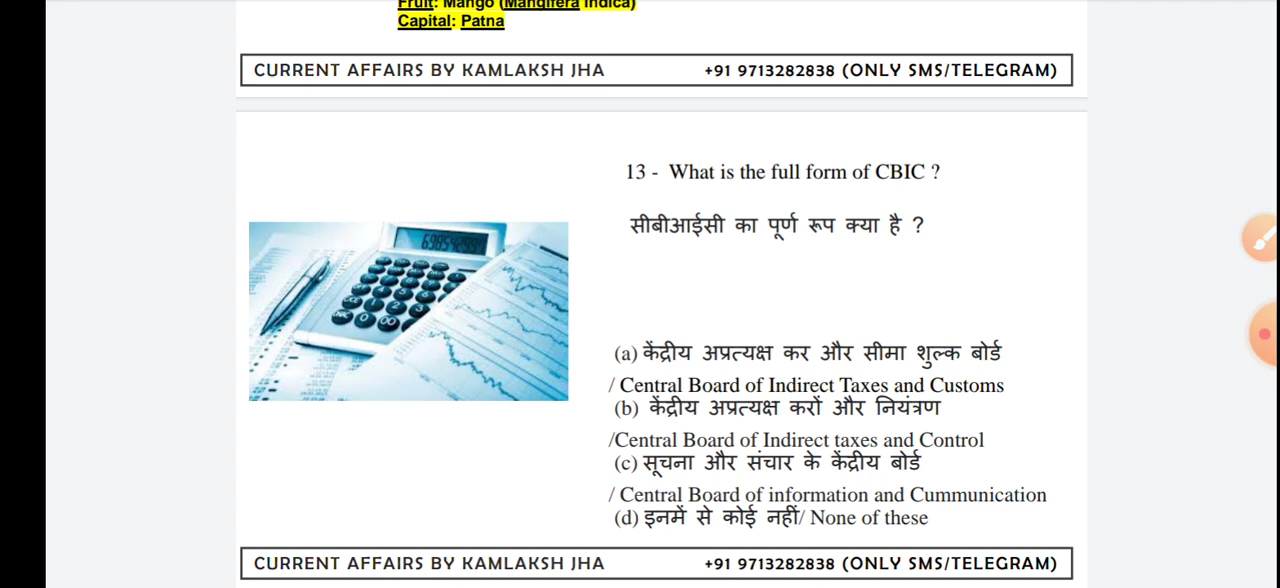 Fruit: Mango (Mangifera indica)
Capital: Patna
CURRENT AFFAIRS BY KAMLAKSH JHA +91 9713282838 (ONLY SMS/TELEGRAM)
13 - What is the full form of CBIC ?
सीबीआईसी का पूर्ण रूप क्या है ?
(a) केंद्रीय अप्रत्यक्ष कर और सीमा शुल्क बोर्ड
/ Central Board of Indirect Taxes and Customs
(b) केंद्रीय अप्रत्यक्ष करों और नियंत्रण
/Central Board of Indirect taxes and Control
(c) सूचना और संचार के केंद्रीय बोर्ड
/ Central Board of information and Cummunication
(d) इनमें से कोई नहीं/ None of these
CURRENT AFFAIRS BY KAMLAKSH JHA +91 9713282838 (ONLY SMS/TELEGRAM)